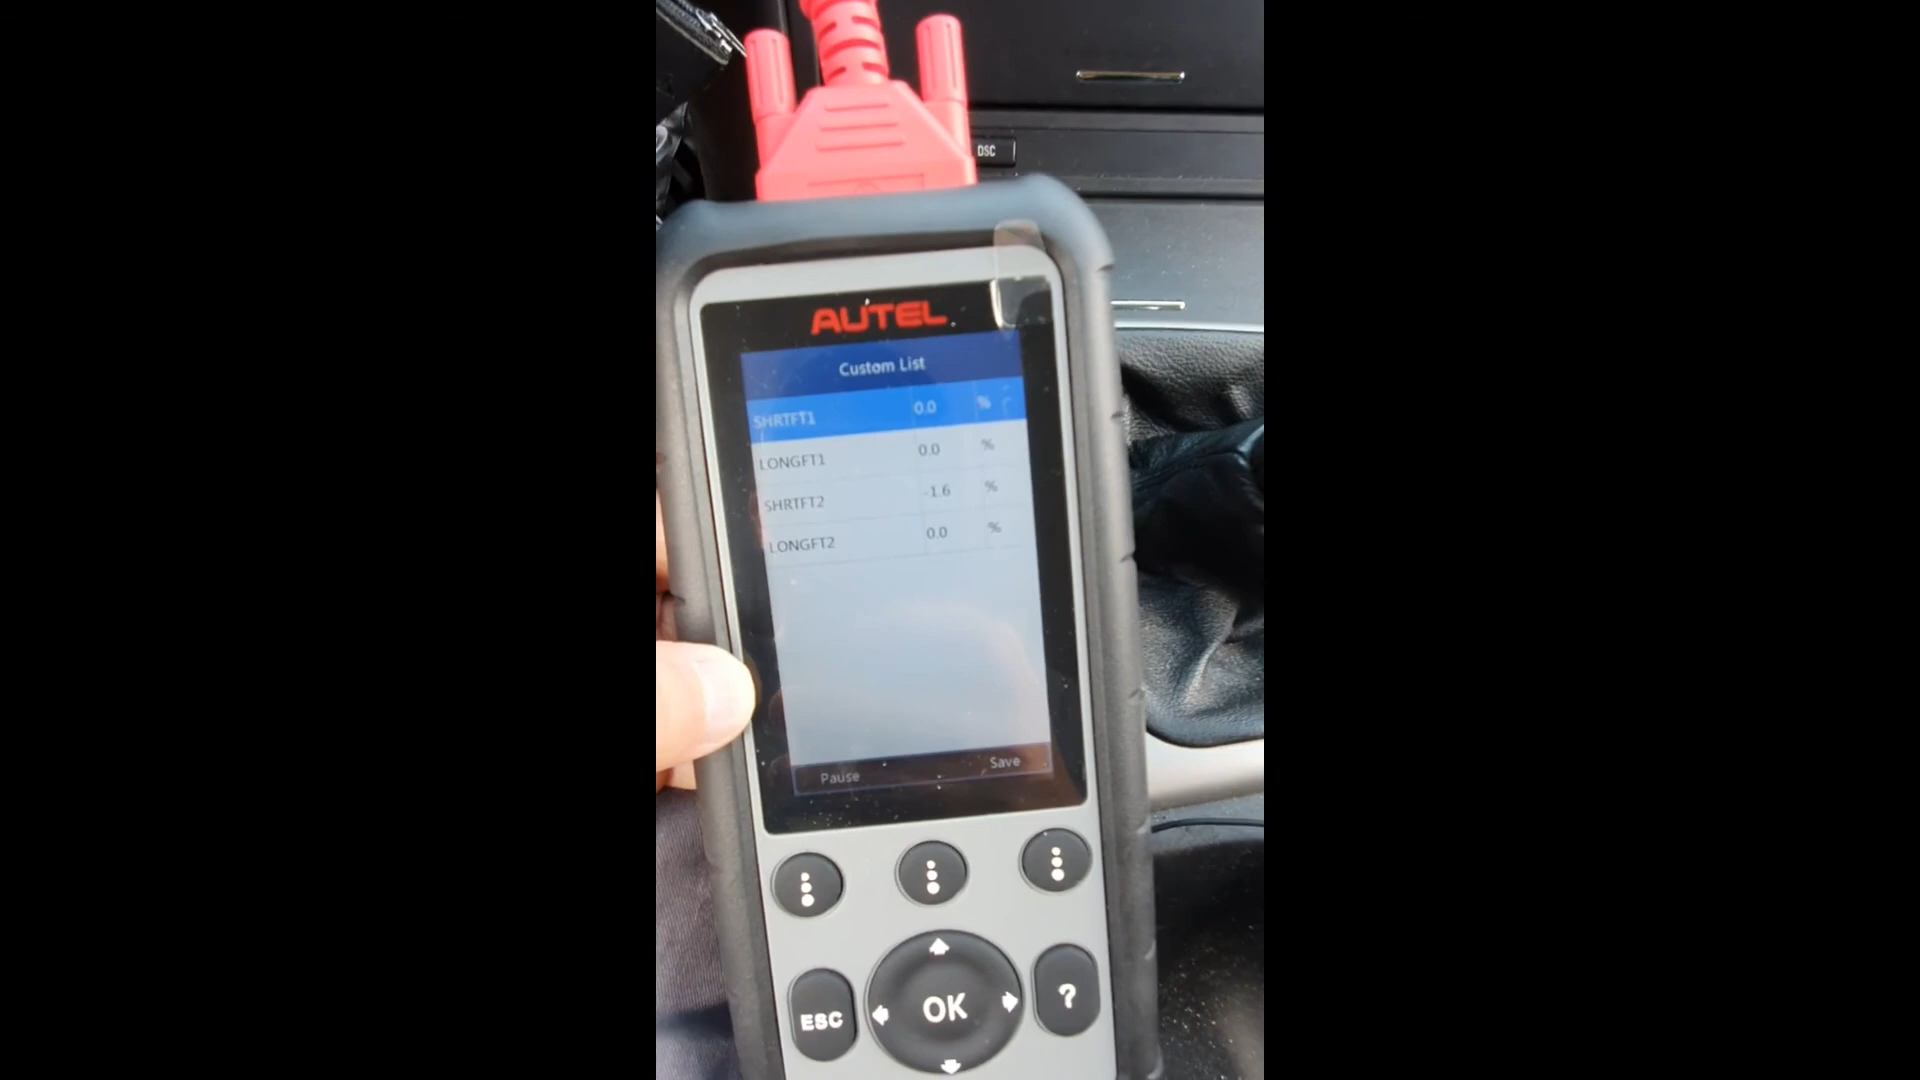 DSC
AUTEL
Custom List
SHRTFT1 0.0 %
LONGFT1 0.0 %
SHRTFT2 -1.6 %
LONGFT2 0.0 %
Pause Save
ESC OK ?